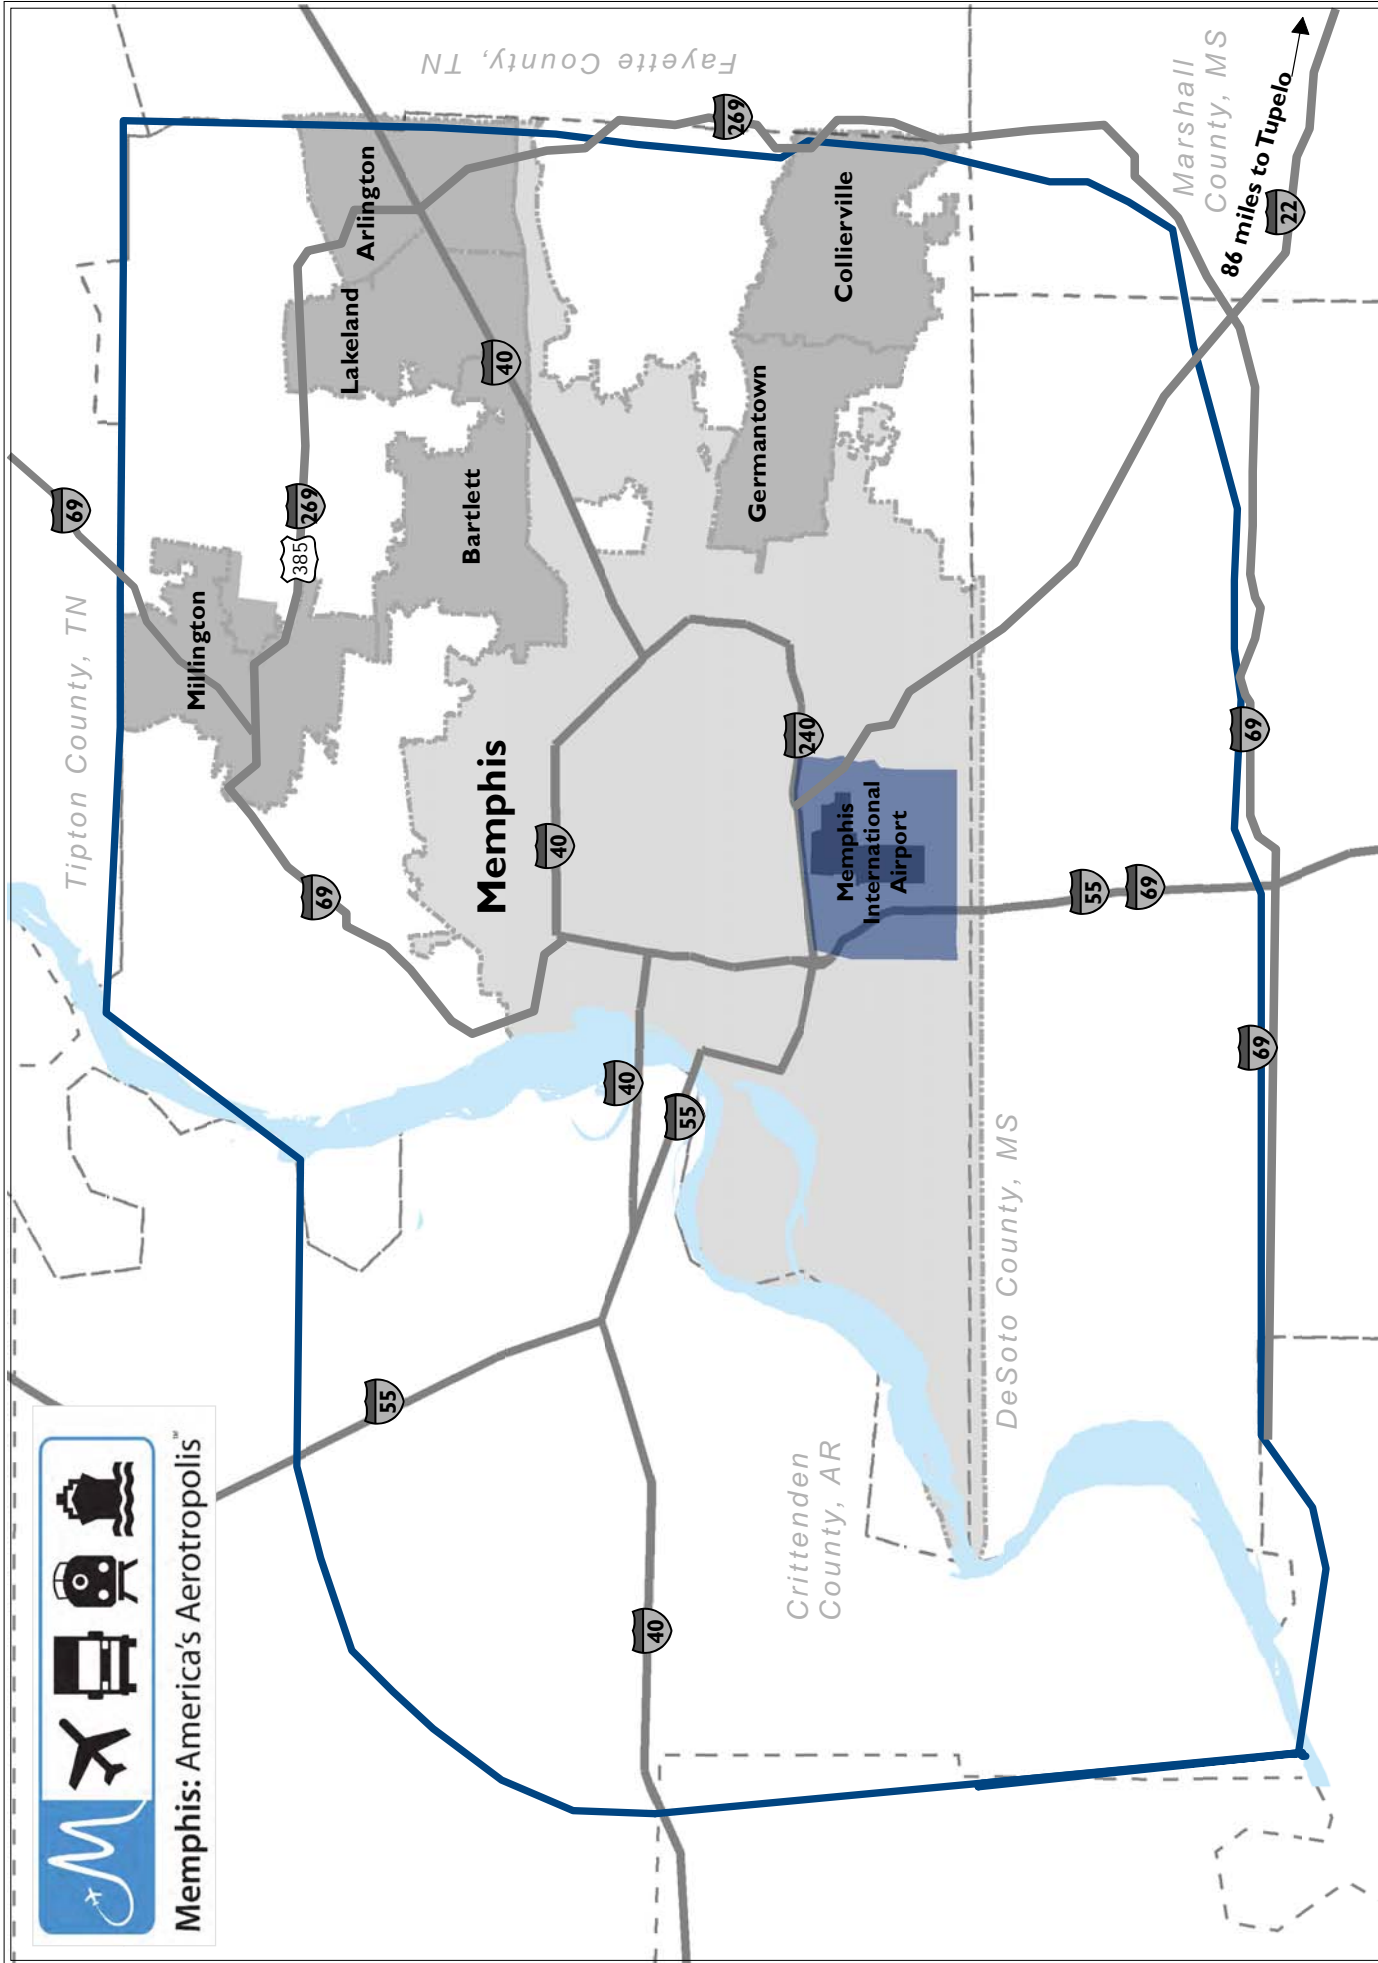 Memphis: America's Aerotropolis™
Tipton County, TN
Fayette County, TN
Marshall
County, MS
DeSoto County, MS
Crittenden
County, AR
86 miles to Tupelo
Millington
Arlington
Lakeland
Bartlett
Memphis
Germantown
Collierville
Memphis
International
Airport
69
385
269
269
69
40
40
40
40
55
55
240
55
69
69
69
22